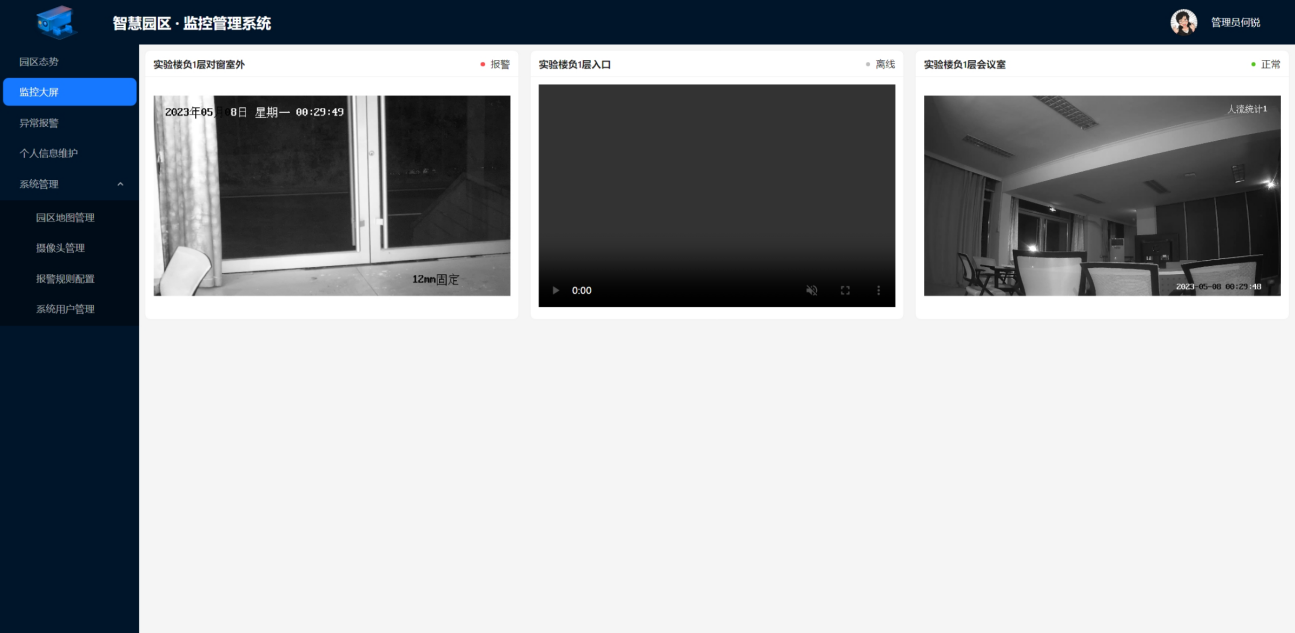 智慧园区 · 监控管理系统
管理员何锐
园区态势
监控大屏
异常报警
个人信息维护
系统管理
园区地图管理
摄像头管理
报警规则配置
系统用户管理
实验楼负1层对窗室外
报警
2023年05月08日 星期一 00:29:49
12mm固定
实验楼负1层入口
离线
0:00
实验楼负1层会议室
正常
人流统计1
2023-05-08 00:29:48